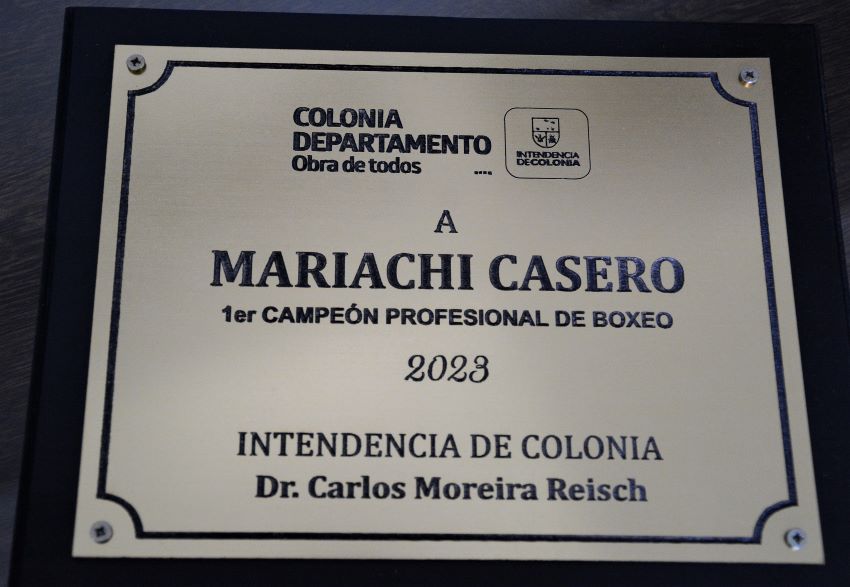 COLONIA
DEPARTAMENTO
Obra de todos
INTENDENCIA
DE COLONIA
A
MARIACHI CASERO
1er CAMPEÓN PROFESIONAL DE BOXEO
2023
INTENDENCIA DE COLONIA
Dr. Carlos Moreira Reisch